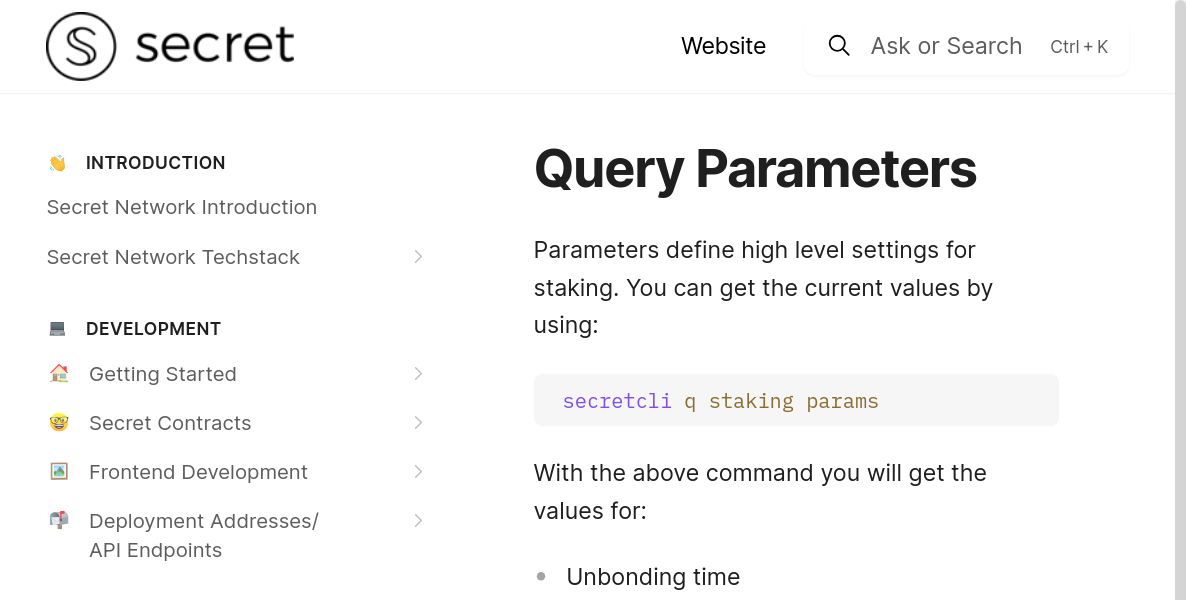 secret
Website
Ask or Search
Ctrl + K
INTRODUCTION
Secret Network Introduction
Secret Network Techstack
DEVELOPMENT
Getting Started
Secret Contracts
Frontend Development
Deployment Addresses/
API Endpoints
Query Parameters
Parameters define high level settings for
staking. You can get the current values by
using:
secretcli q staking params
With the above command you will get the
values for:
Unbonding time